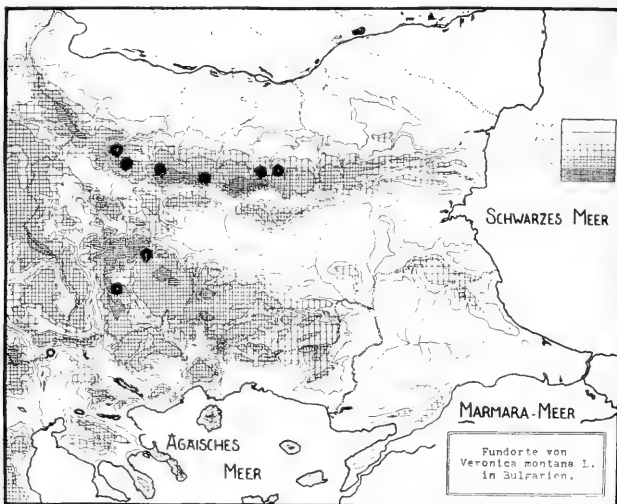 SCHWARZES MEER
MARMARA-MEER
ÄGÄISCHES
MEER
Fundorte von
Veronica montana L.
in Bulgarien.